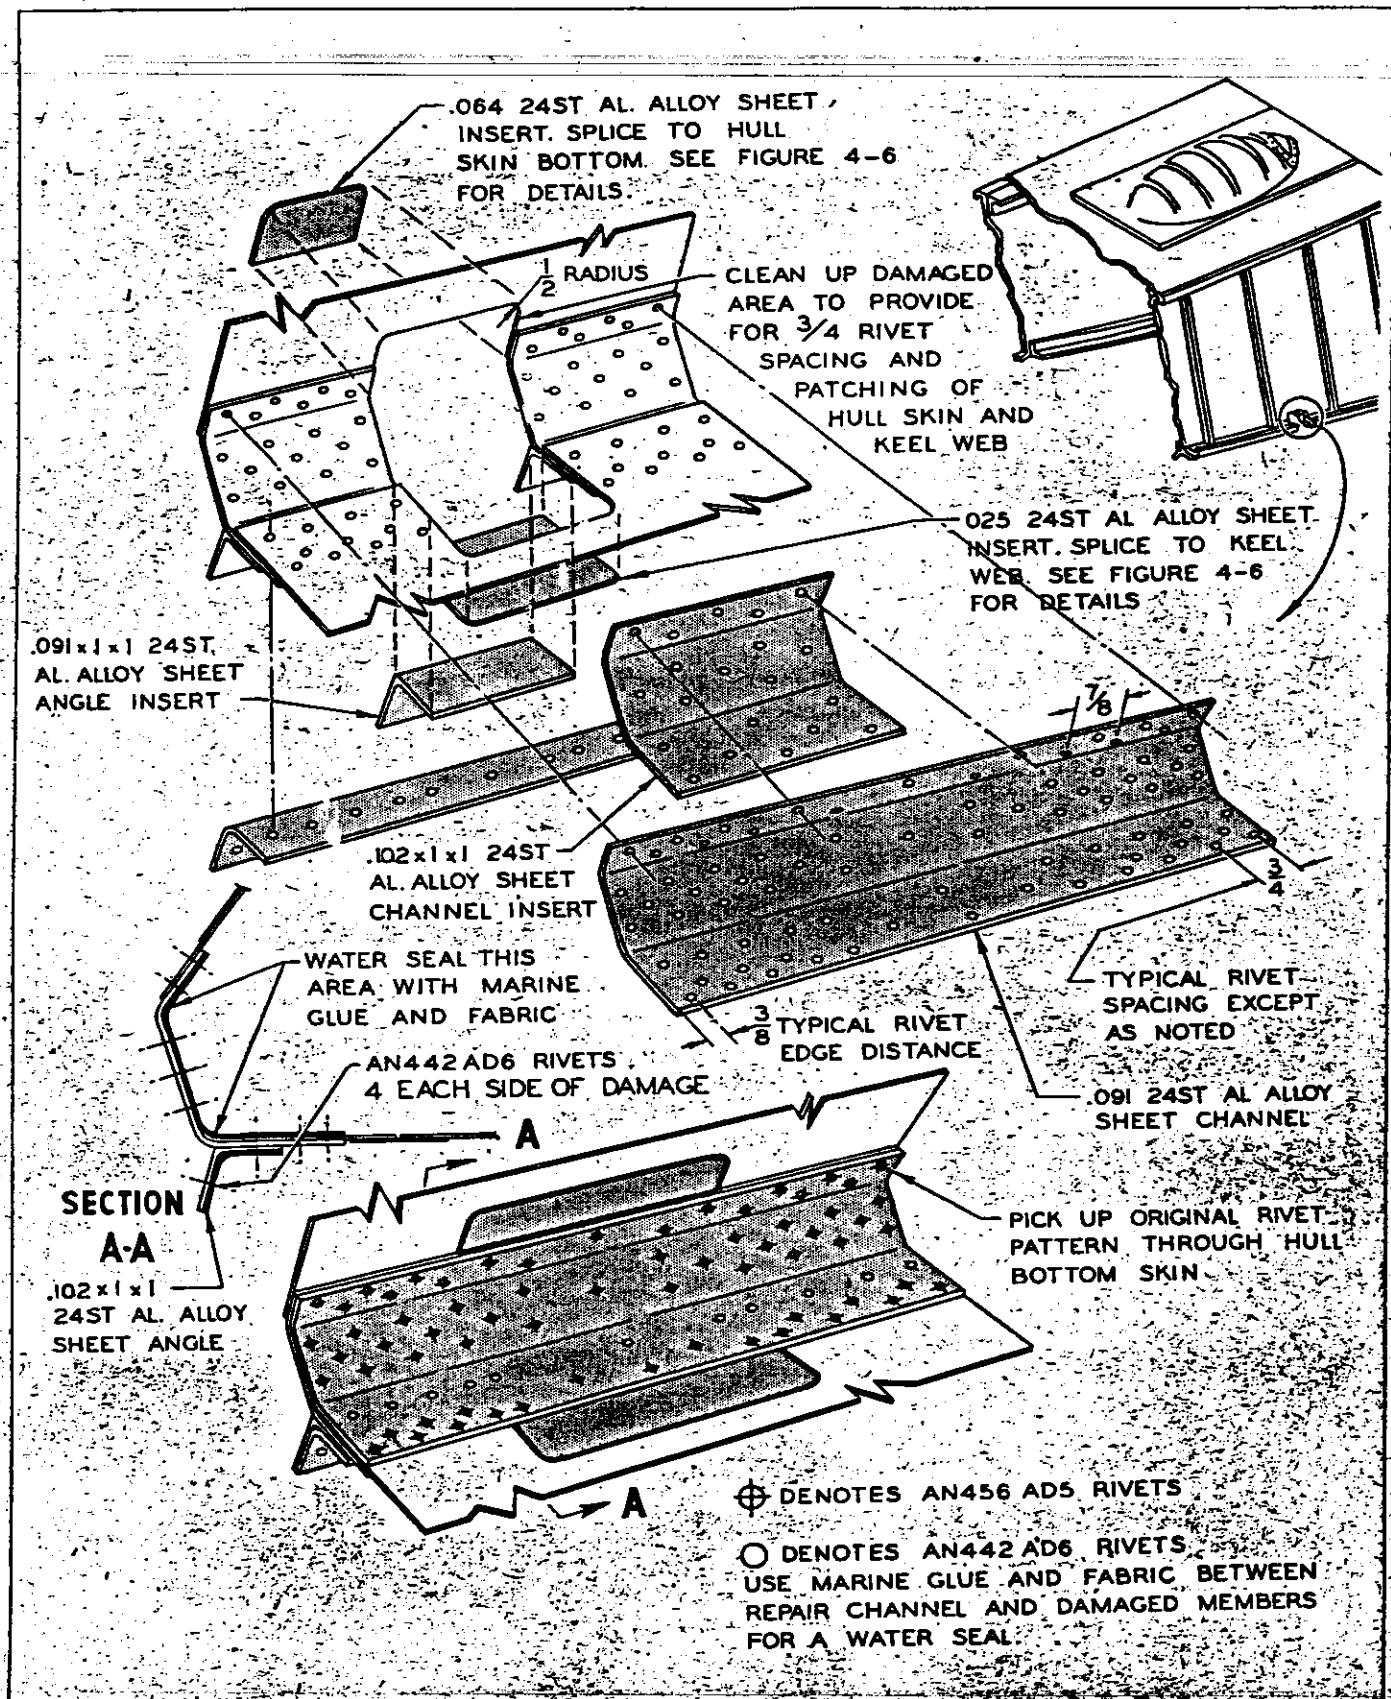 .064 24ST AL. ALLOY SHEET
INSERT. SPLICE TO HULL
SKIN BOTTOM. SEE FIGURE 4-6
FOR DETAILS.
1/2 RADIUS
CLEAN UP DAMAGED
AREA TO PROVIDE
FOR 3/4 RIVET
SPACING AND
PATCHING OF
HULL SKIN AND
KEEL WEB
025 24ST AL ALLOY SHEET
INSERT. SPLICE TO KEEL
WEB. SEE FIGURE 4-6
FOR DETAILS
.091 x 1 x 1 24ST
AL. ALLOY SHEET
ANGLE INSERT
7/8
.102 x 1 x 1 24ST
AL. ALLOY SHEET
CHANNEL INSERT
3/4
WATER SEAL THIS
AREA WITH MARINE
GLUE AND FABRIC
TYPICAL RIVET
SPACING EXCEPT
AS NOTED
3/8 TYPICAL RIVET
EDGE DISTANCE
AN442 AD6 RIVETS
4 EACH SIDE OF DAMAGE
.091 24ST AL ALLOY
SHEET CHANNEL
A
SECTION
A-A
PICK UP ORIGINAL RIVET
PATTERN THROUGH HULL
BOTTOM SKIN
.102 x 1 x 1
24ST AL. ALLOY
SHEET ANGLE
A
DENOTES AN456 AD5 RIVETS
DENOTES AN442 AD6 RIVETS
USE MARINE GLUE AND FABRIC BETWEEN
REPAIR CHANNEL AND DAMAGED MEMBERS
FOR A WATER SEAL.